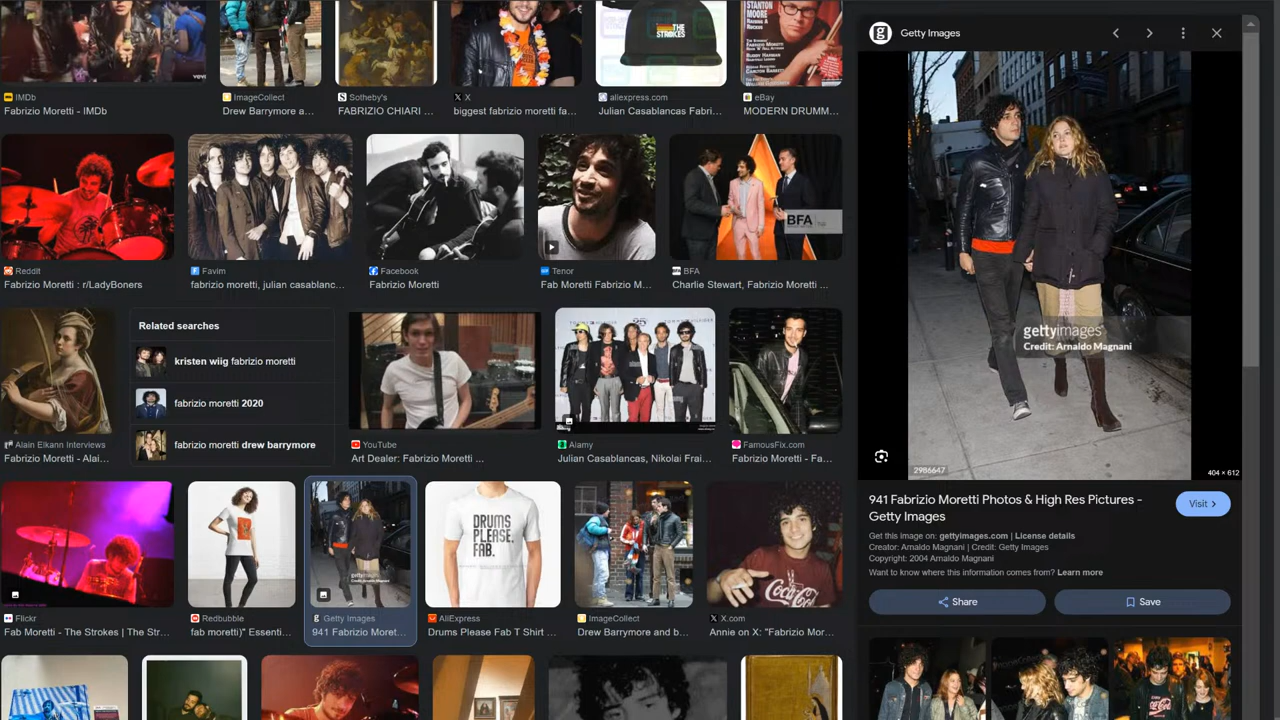 vevo
THE
STROKES
STANTON
MOORE
IMDb
Fabrizio Moretti - IMDb
ImageCollect
Drew Barrymore a...
Sotheby's
FABRIZIO CHIARI ...
X
biggest fabrizio moretti fa...
aliexpress.com
Julian Casablancas Fabri...
eBay
MODERN DRUMM...
BFA
Reddit
Fabrizio Moretti : r/LadyBoners
Favim
fabrizio moretti, julian casablanc...
Facebook
Fabrizio Moretti
Tenor
Fab Moretti Fabrizio M...
BFA
Charlie Stewart, Fabrizio Moretti ...
Related searches
kristen wiig fabrizio moretti
fabrizio moretti 2020
fabrizio moretti drew barrymore
Alain Elkann Interviews
Fabrizio Moretti - Alai...
YouTube
Art Dealer: Fabrizio Moretti ...
Alamy
Julian Casablancas, Nikolai Frai...
FamousFix.com
Fabrizio Moretti - Fa...
DRUMS
PLEASE,
FAB.
Coca-Cola
Flickr
Fab Moretti - The Strokes | The Str...
Redbubble
fab moretti)" Essenti...
Getty Images
941 Fabrizio Moret...
AliExpress
Drums Please Fab T Shirt ...
ImageCollect
Drew Barrymore and b...
X.com
Annie on X: "Fabrizio Mor...
Getty Images
gettyimages
Credit: Arnaldo Magnani
2986647
404 × 612
941 Fabrizio Moretti Photos & High Res Pictures -
Getty Images
Visit
Get this image on: gettyimages.com | License details
Creator: Arnaldo Magnani | Credit: Getty Images
Copyright: 2004 Arnaldo Magnani
Want to know where this information comes from? Learn more
Share
Save